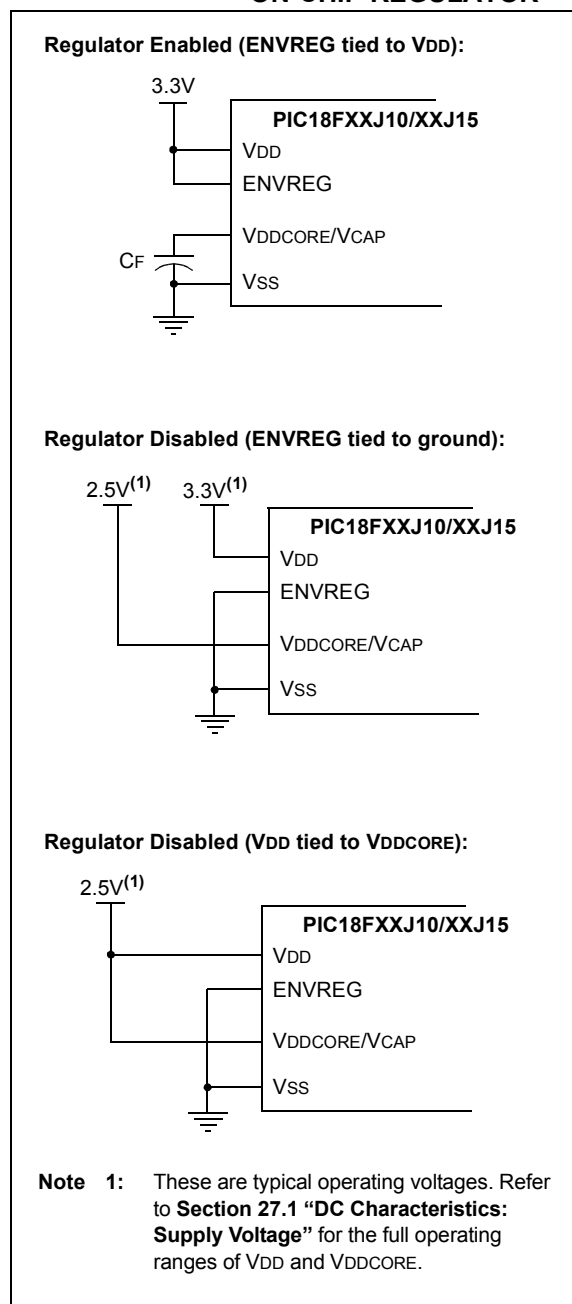 ON-CHIP REGULATOR
Regulator Enabled (ENVREG tied to VDD):
3.3V
PIC18FXXJ10/XXJ15
VDD
ENVREG
VDDCORE/VCAP
CF
VSS
Regulator Disabled (ENVREG tied to ground):
2.5V(1) 3.3V(1)
PIC18FXXJ10/XXJ15
VDD
ENVREG
VDDCORE/VCAP
VSS
Regulator Disabled (VDD tied to VDDCORE):
2.5V(1)
PIC18FXXJ10/XXJ15
VDD
ENVREG
VDDCORE/VCAP
VSS
Note 1: These are typical operating voltages. Refer
to Section 27.1 “DC Characteristics:
Supply Voltage” for the full operating
ranges of VDD and VDDCORE.